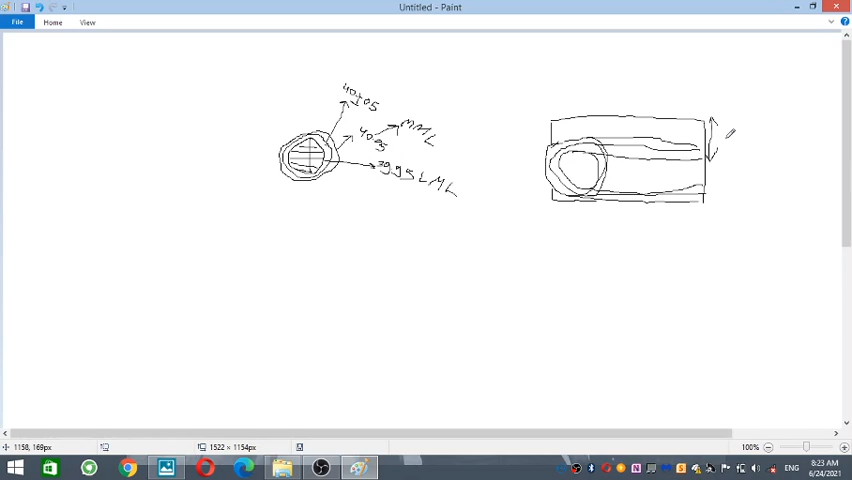 Untitled - Paint
File Home View
40±05
40.95 MML
39.95 LML
1158, 169px
1522 × 1154px
100%
ENG
8:23 AM
6/24/2021